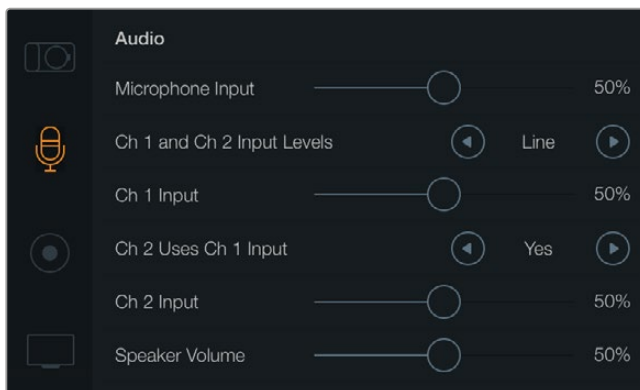 Audio
Microphone Input 50%
Ch 1 and Ch 2 Input Levels Line
Ch 1 Input 50%
Ch 2 Uses Ch 1 Input Yes
Ch 2 Input 50%
Speaker Volume 50%